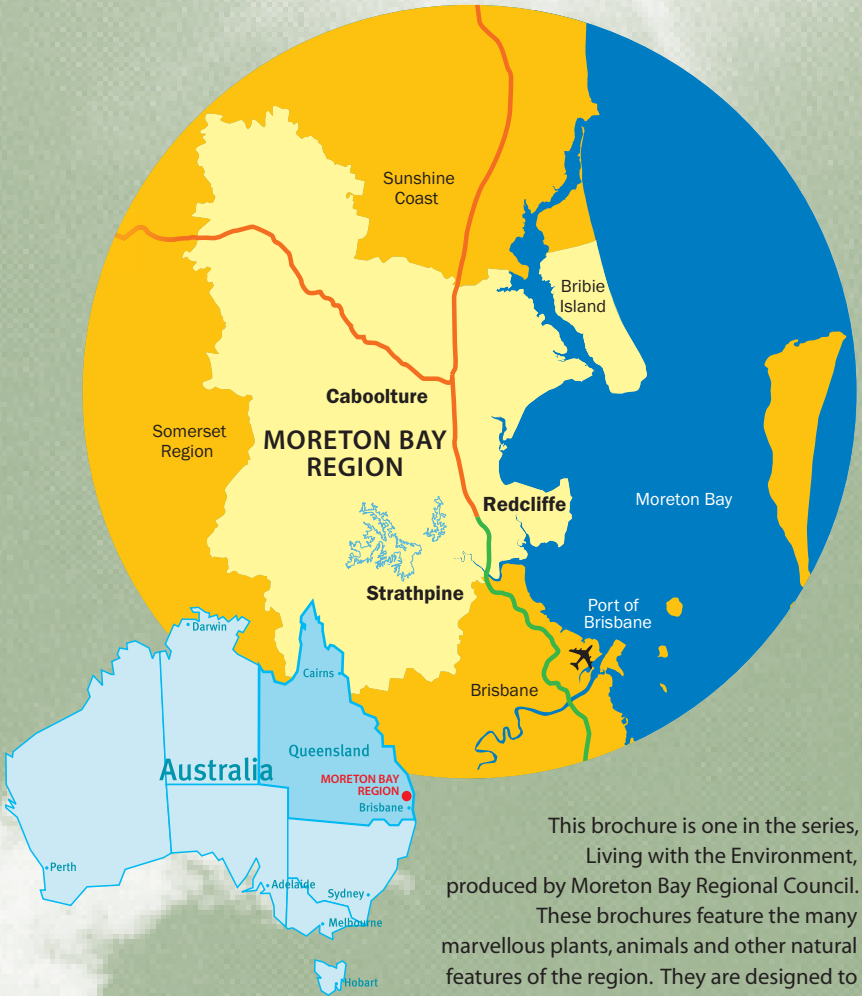 Sunshine
Coast
Bribie
Island
Caboolture
Somerset
Region
MORETON BAY
REGION
Redcliffe
Moreton Bay
Strathpine
Port of
Brisbane
Brisbane
Darwin
Cairns
Queensland
Australia
MORETON BAY
REGION
Brisbane
Perth
Adelaide
Sydney
Melbourne
Hobart
This brochure is one in the series,
Living with the Environment,
produced by Moreton Bay Regional Council.
These brochures feature the many
marvellous plants, animals and other natural
features of the region. They are designed to